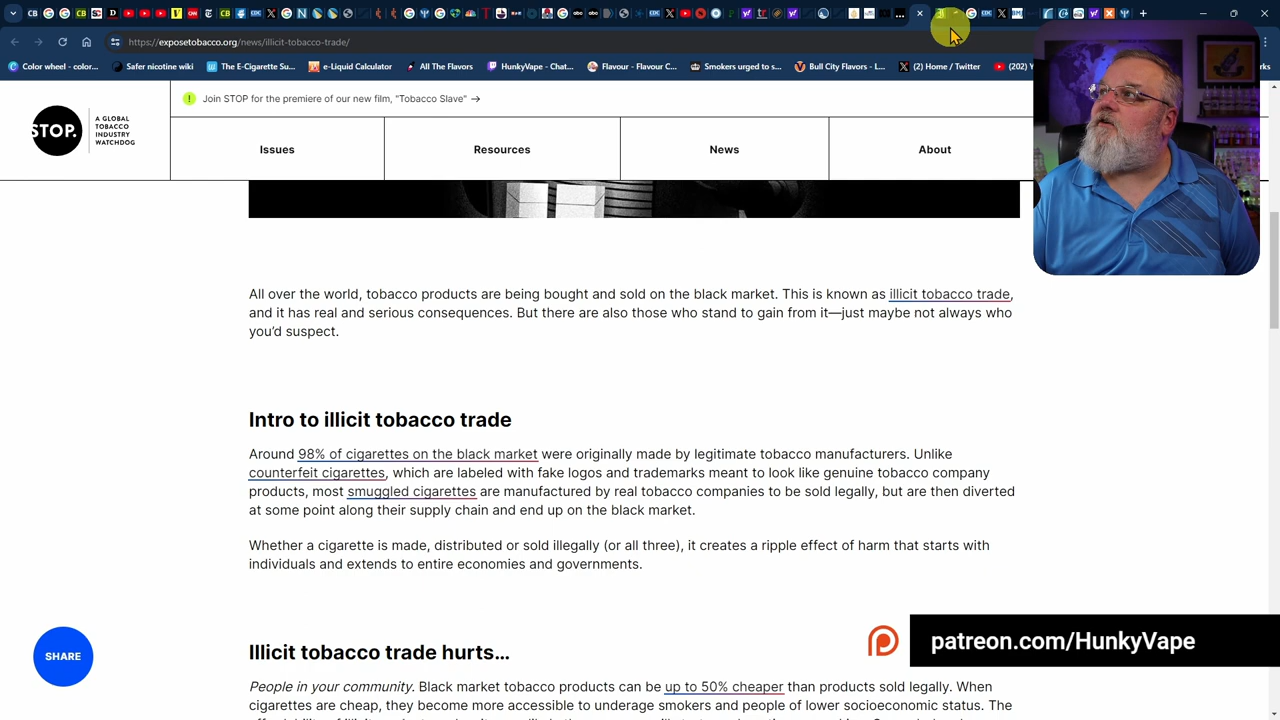 https://exposetobacco.org/news/illicit-tobacco-trade/
Color wheel - color...
Safer nicotine wiki
The E-Cigarette Su...
e-Liquid Calculator
All The Flavors
HunkyVape - Chat...
Flavour - Flavour C...
Smokers urged to s...
Bull City Flavors - L...
(2) Home / Twitter
STOP.
A GLOBAL
TOBACCO
INDUSTRY
WATCHDOG
Join STOP for the premiere of our new film, "Tobacco Slave" →
Issues
Resources
News
About
All over the world, tobacco products are being bought and sold on the black market. This is known as illicit tobacco trade,
and it has real and serious consequences. But there are also those who stand to gain from it—just maybe not always who
you'd suspect.
Intro to illicit tobacco trade
Around 98% of cigarettes on the black market were originally made by legitimate tobacco manufacturers. Unlike
counterfeit cigarettes, which are labeled with fake logos and trademarks meant to look like genuine tobacco company
products, most smuggled cigarettes are manufactured by real tobacco companies to be sold legally, but are then diverted
at some point along their supply chain and end up on the black market.
Whether a cigarette is made, distributed or sold illegally (or all three), it creates a ripple effect of harm that starts with
individuals and extends to entire economies and governments.
SHARE
patreon.com/HunkyVape
Illicit tobacco trade hurts...
People in your community. Black market tobacco products can be up to 50% cheaper than products sold legally. When
cigarettes are cheap, they become more accessible to underage smokers and people of lower socioeconomic status. The